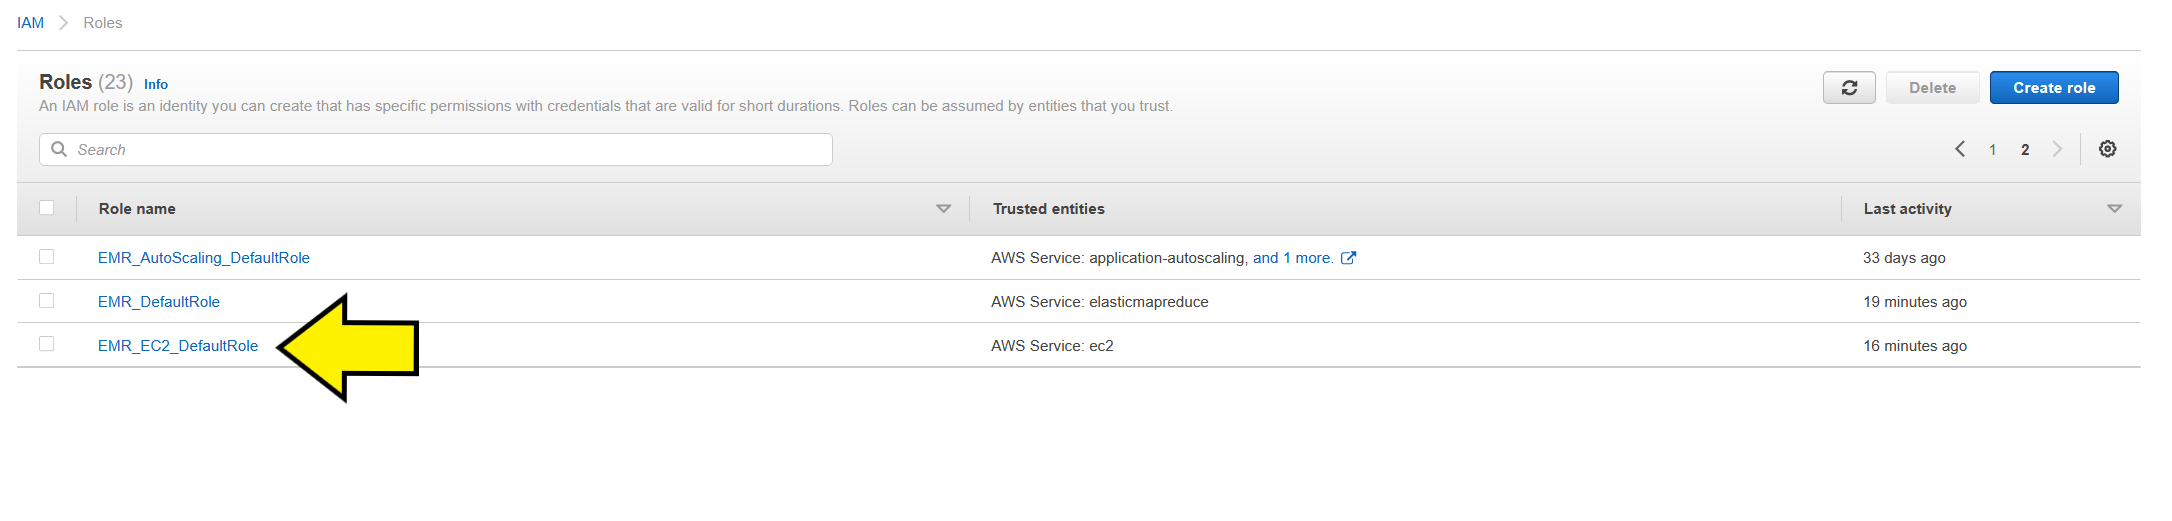 IAM > Roles
Roles (23) Info
An IAM role is an identity you can create that has specific permissions with credentials that are valid for short durations. Roles can be assumed by entities that you trust.
Delete
Create role
Search
1 2
Role name Trusted entities Last activity
EMR_AutoScaling_DefaultRole AWS Service: application-autoscaling, and 1 more. 33 days ago
EMR_DefaultRole AWS Service: elasticmapreduce 19 minutes ago
EMR_EC2_DefaultRole AWS Service: ec2 16 minutes ago